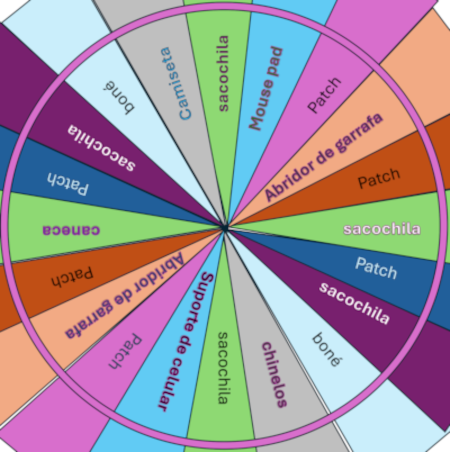 sacochila
Mouse pad
Patch
Abridor de garrafa
Patch
sacochila
Patch
sacochila
boné
chinelos
sacochila
Suporte de celular
Patch
Abridor de garrafa
Patch
caneca
Patch
sacochila
boné
Camiseta